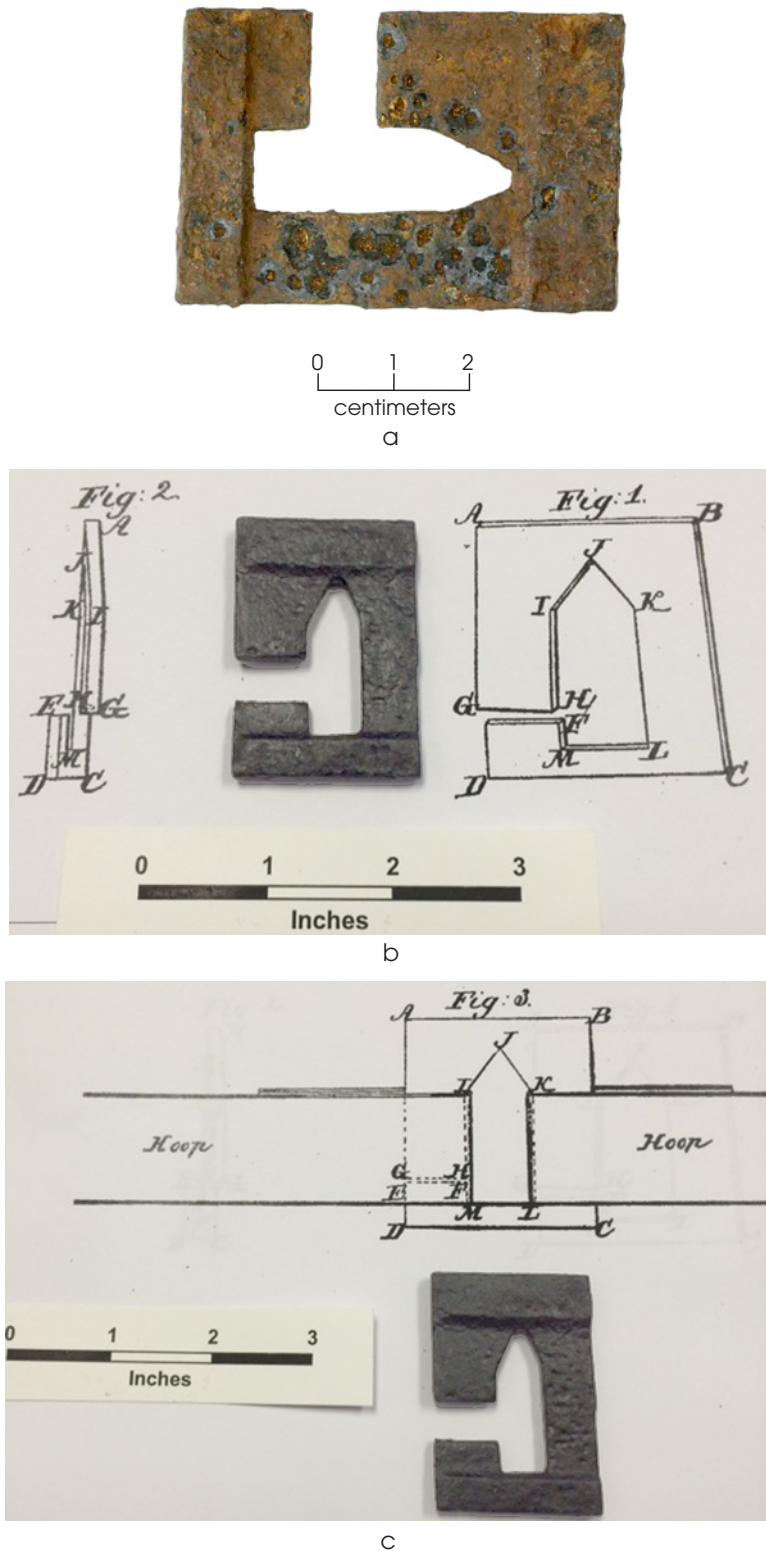 0 1 2
centimeters
a
Fig: 2.
A
J
K I
H G
E
M
D C
Fig: 1.
A B
J
I K
G H
F
M L
D C
0 1 2 3
Inches
b
Fig: 3.
A B
J
I K
Hoop Hoop
G H
E F
M L
D C
0 1 2 3
Inches
c